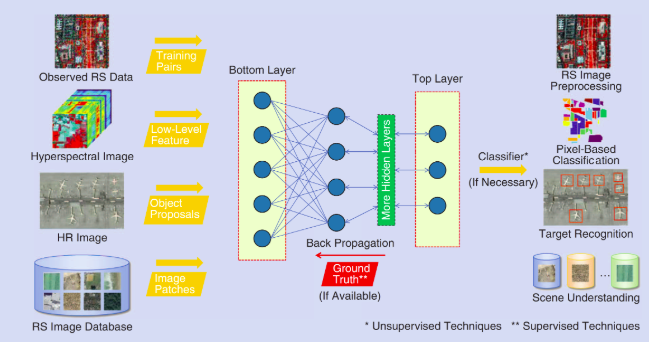 Observed RS Data
Training
Pairs
Hyperspectral Image
Low-Level
Feature
HR Image
Object
Proposals
RS Image Database
Image
Patches
Bottom Layer
More Hidden Layers
Top Layer
Back Propagation
Ground
Truth**
(If Available)
Classifier*
(If Necessary)
RS Image
Preprocessing
Pixel-Based
Classification
Target Recognition
...
Scene Understanding
* Unsupervised Techniques ** Supervised Techniques